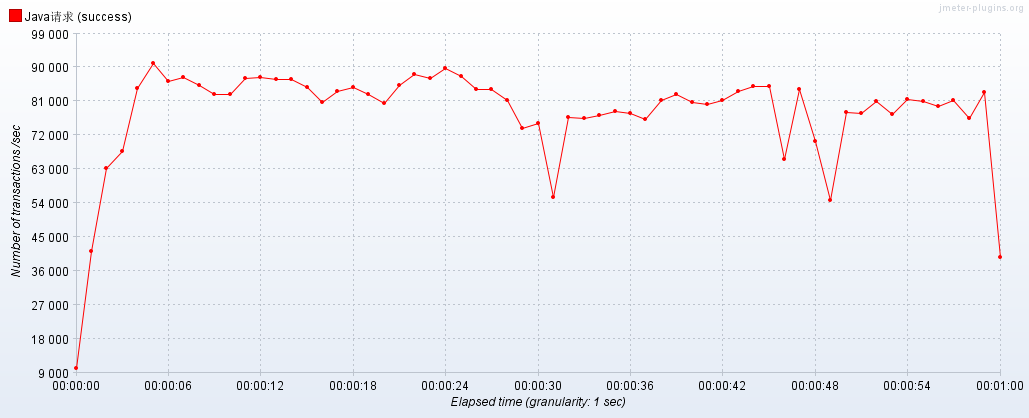 jmeter-plugins.org
Java请求 (success)
99 000
90 000
81 000
72 000
63 000
54 000
45 000
36 000
27 000
18 000
9 000
Number of transactions /sec
00:00:00 00:00:06 00:00:12 00:00:18 00:00:24 00:00:30 00:00:36 00:00:42 00:00:48 00:00:54 00:01:00
Elapsed time (granularity: 1 sec)